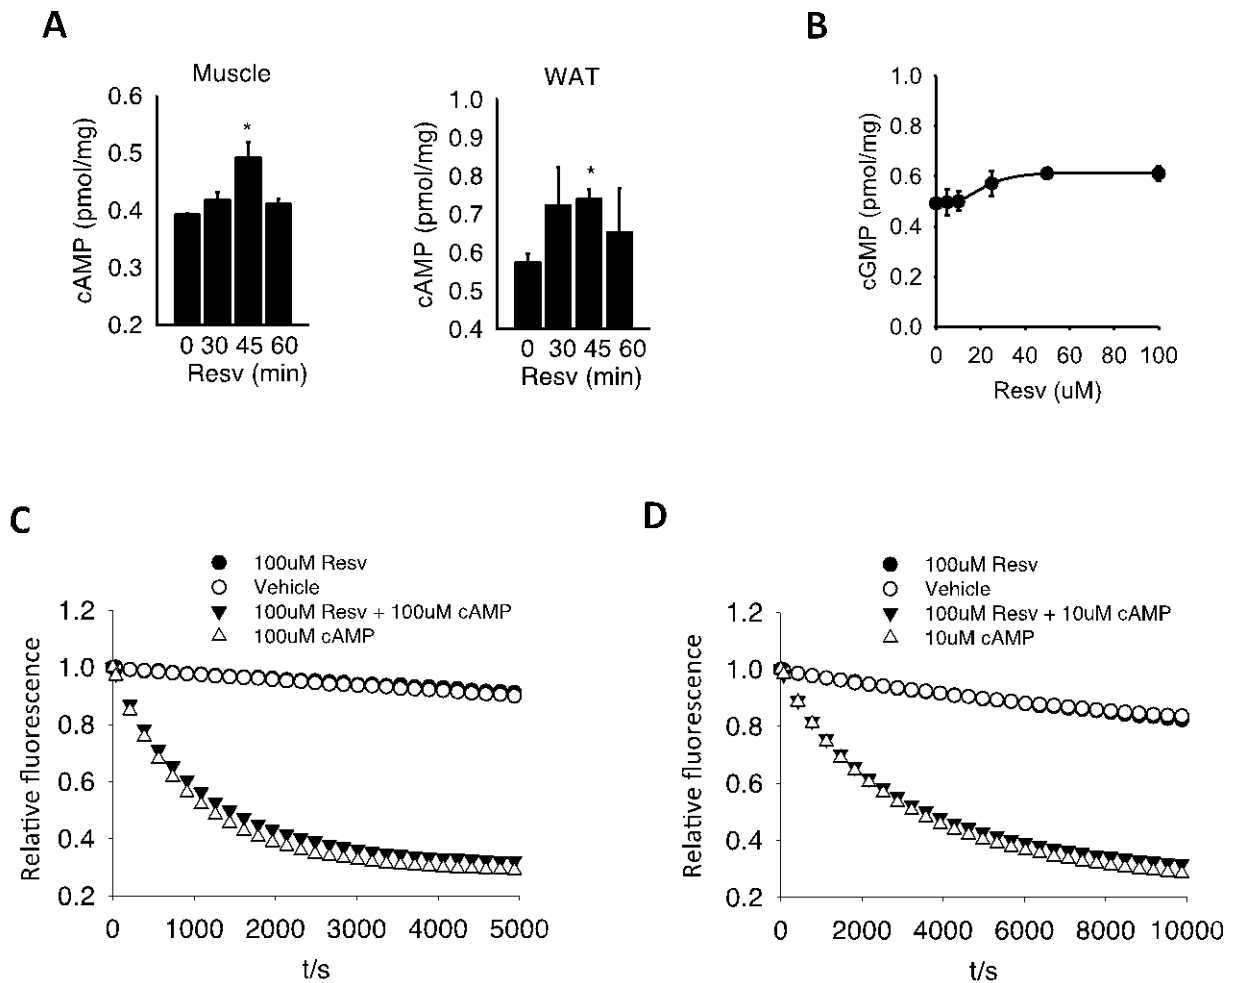 A
Muscle
cAMP (pmol/mg)
0.6
0.5
0.4
0.3
0.2
*
0 30 45 60
Resv (min)
WAT
cAMP (pmol/mg)
1.0
0.9
0.8
0.7
0.6
0.5
0.4
*
0 30 45 60
Resv (min)
B
cGMP (pmol/mg)
1.0
0.8
0.6
0.4
0.2
0.0
0 20 40 60 80 100
Resv (uM)
C
100uM Resv
Vehicle
100uM Resv + 100uM cAMP
100uM cAMP
Relative fluorescence
1.2
1.0
0.8
0.6
0.4
0.2
0 1000 2000 3000 4000 5000
t/s
D
100uM Resv
Vehicle
100uM Resv + 10uM cAMP
10uM cAMP
Relative fluorescence
1.2
1.0
0.8
0.6
0.4
0.2
0 2000 4000 6000 8000 10000
t/s